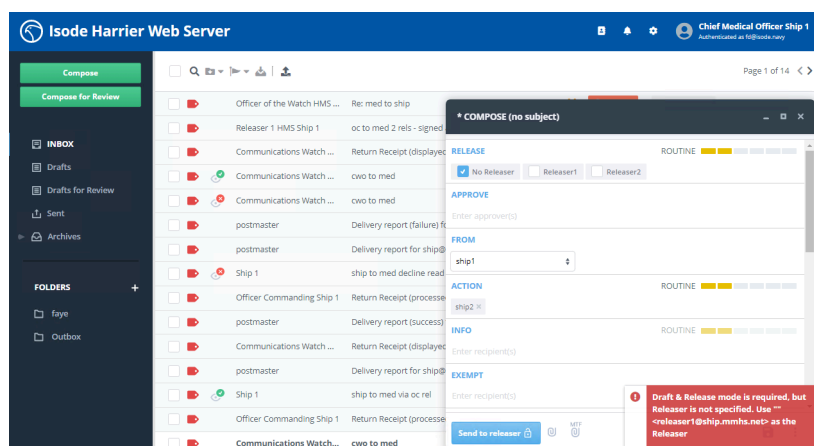 Isode Harrier Web Server
Chief Medical Officer Ship 1
Authenticated as fd@isode.navy
Compose
Compose for Review
INBOX
Drafts
Drafts for Review
Sent
Archives
FOLDERS +
faye
Outbox
Page 1 of 14
Officer of the Watch HMS ... Re: med to ship
Releaser 1 HMS Ship 1 oc to med 2 rels - signed
Communications Watch ... Return Receipt (displayed
Communications Watch ... cwo to med
Communications Watch ... cwo to med
postmaster Delivery report (failure) fo
postmaster Delivery report for ship@
Ship 1 ship to med decline read
Officer Commanding Ship 1 Return Receipt (processe
postmaster Delivery report (success)
Communications Watch ... Return Receipt (displayed
postmaster Delivery report for ship@
Ship 1 ship to med via oc rel
Officer Commanding Ship 1 Return Receipt (processe
Communications Watch... cwo to med
* COMPOSE (no subject)
RELEASE ROUTINE
No Releaser Releaser1 Releaser2
APPROVE
Enter approver(s)
FROM
ship1
ACTION ROUTINE
ship2 ×
INFO ROUTINE
Enter recipient(s)
EXEMPT
Enter recipient(s)
Send to releaser
MTF
Draft & Release mode is required, but
Releaser is not specified. Use ""
<releaser1@ship.mmhs.net> as the
Releaser